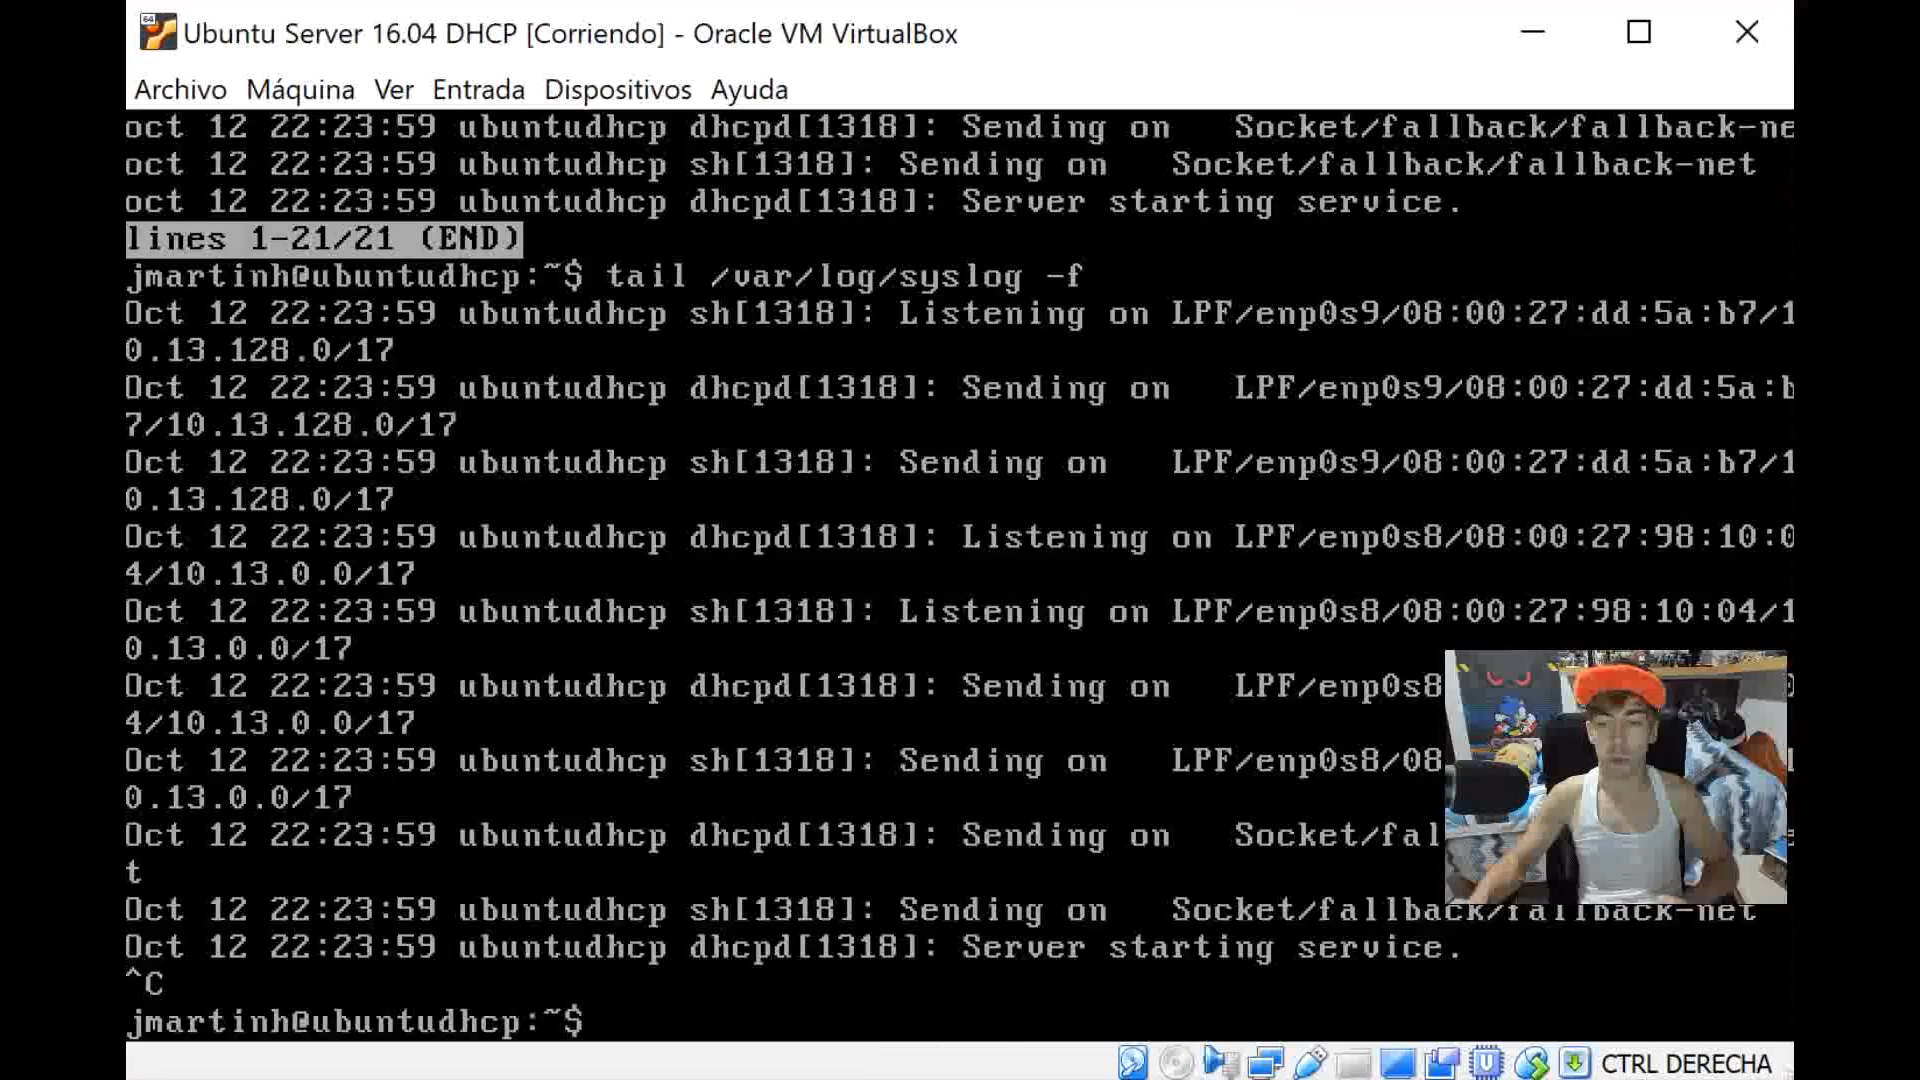 Ubuntu Server 16.04 DHCP [Corriendo] - Oracle VM VirtualBox
Archivo Máquina Ver Entrada Dispositivos Ayuda
oct 12 22:23:59 ubuntudhcp dhcpd[1318]: Sending on   Socket/fallback/fallback-ne
oct 12 22:23:59 ubuntudhcp sh[1318]: Sending on   Socket/fallback/fallback-net
oct 12 22:23:59 ubuntudhcp dhcpd[1318]: Server starting service.
lines 1-21/21 (END)
jmartinh@ubuntudhcp:~$ tail /var/log/syslog -f
Oct 12 22:23:59 ubuntudhcp sh[1318]: Listening on LPF/enp0s9/08:00:27:dd:5a:b7/1
0.13.128.0/17
Oct 12 22:23:59 ubuntudhcp dhcpd[1318]: Sending on   LPF/enp0s9/08:00:27:dd:5a:b
7/10.13.128.0/17
Oct 12 22:23:59 ubuntudhcp sh[1318]: Sending on   LPF/enp0s9/08:00:27:dd:5a:b7/1
0.13.128.0/17
Oct 12 22:23:59 ubuntudhcp dhcpd[1318]: Listening on LPF/enp0s8/08:00:27:98:10:0
4/10.13.0.0/17
Oct 12 22:23:59 ubuntudhcp sh[1318]: Listening on LPF/enp0s8/08:00:27:98:10:04/1
0.13.0.0/17
Oct 12 22:23:59 ubuntudhcp dhcpd[1318]: Sending on   LPF/enp0s8
4/10.13.0.0/17
Oct 12 22:23:59 ubuntudhcp sh[1318]: Sending on   LPF/enp0s8/08
0.13.0.0/17
Oct 12 22:23:59 ubuntudhcp dhcpd[1318]: Sending on   Socket/fal
t
Oct 12 22:23:59 ubuntudhcp sh[1318]: Sending on   Socket/fallback/fallback-net
Oct 12 22:23:59 ubuntudhcp dhcpd[1318]: Server starting service.
^C
jmartinh@ubuntudhcp:~$
CTRL DERECHA